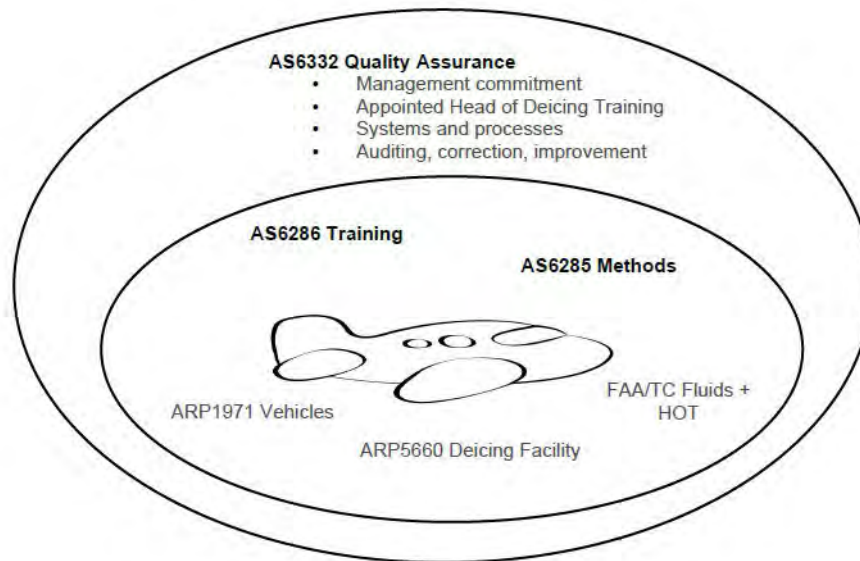 AS6332 Quality Assurance
• Management commitment
• Appointed Head of Deicing Training
• Systems and processes
• Auditing, correction, improvement
AS6286 Training
AS6285 Methods
FAA/TC Fluids +
HOT
ARP1971 Vehicles
ARP5660 Deicing Facility